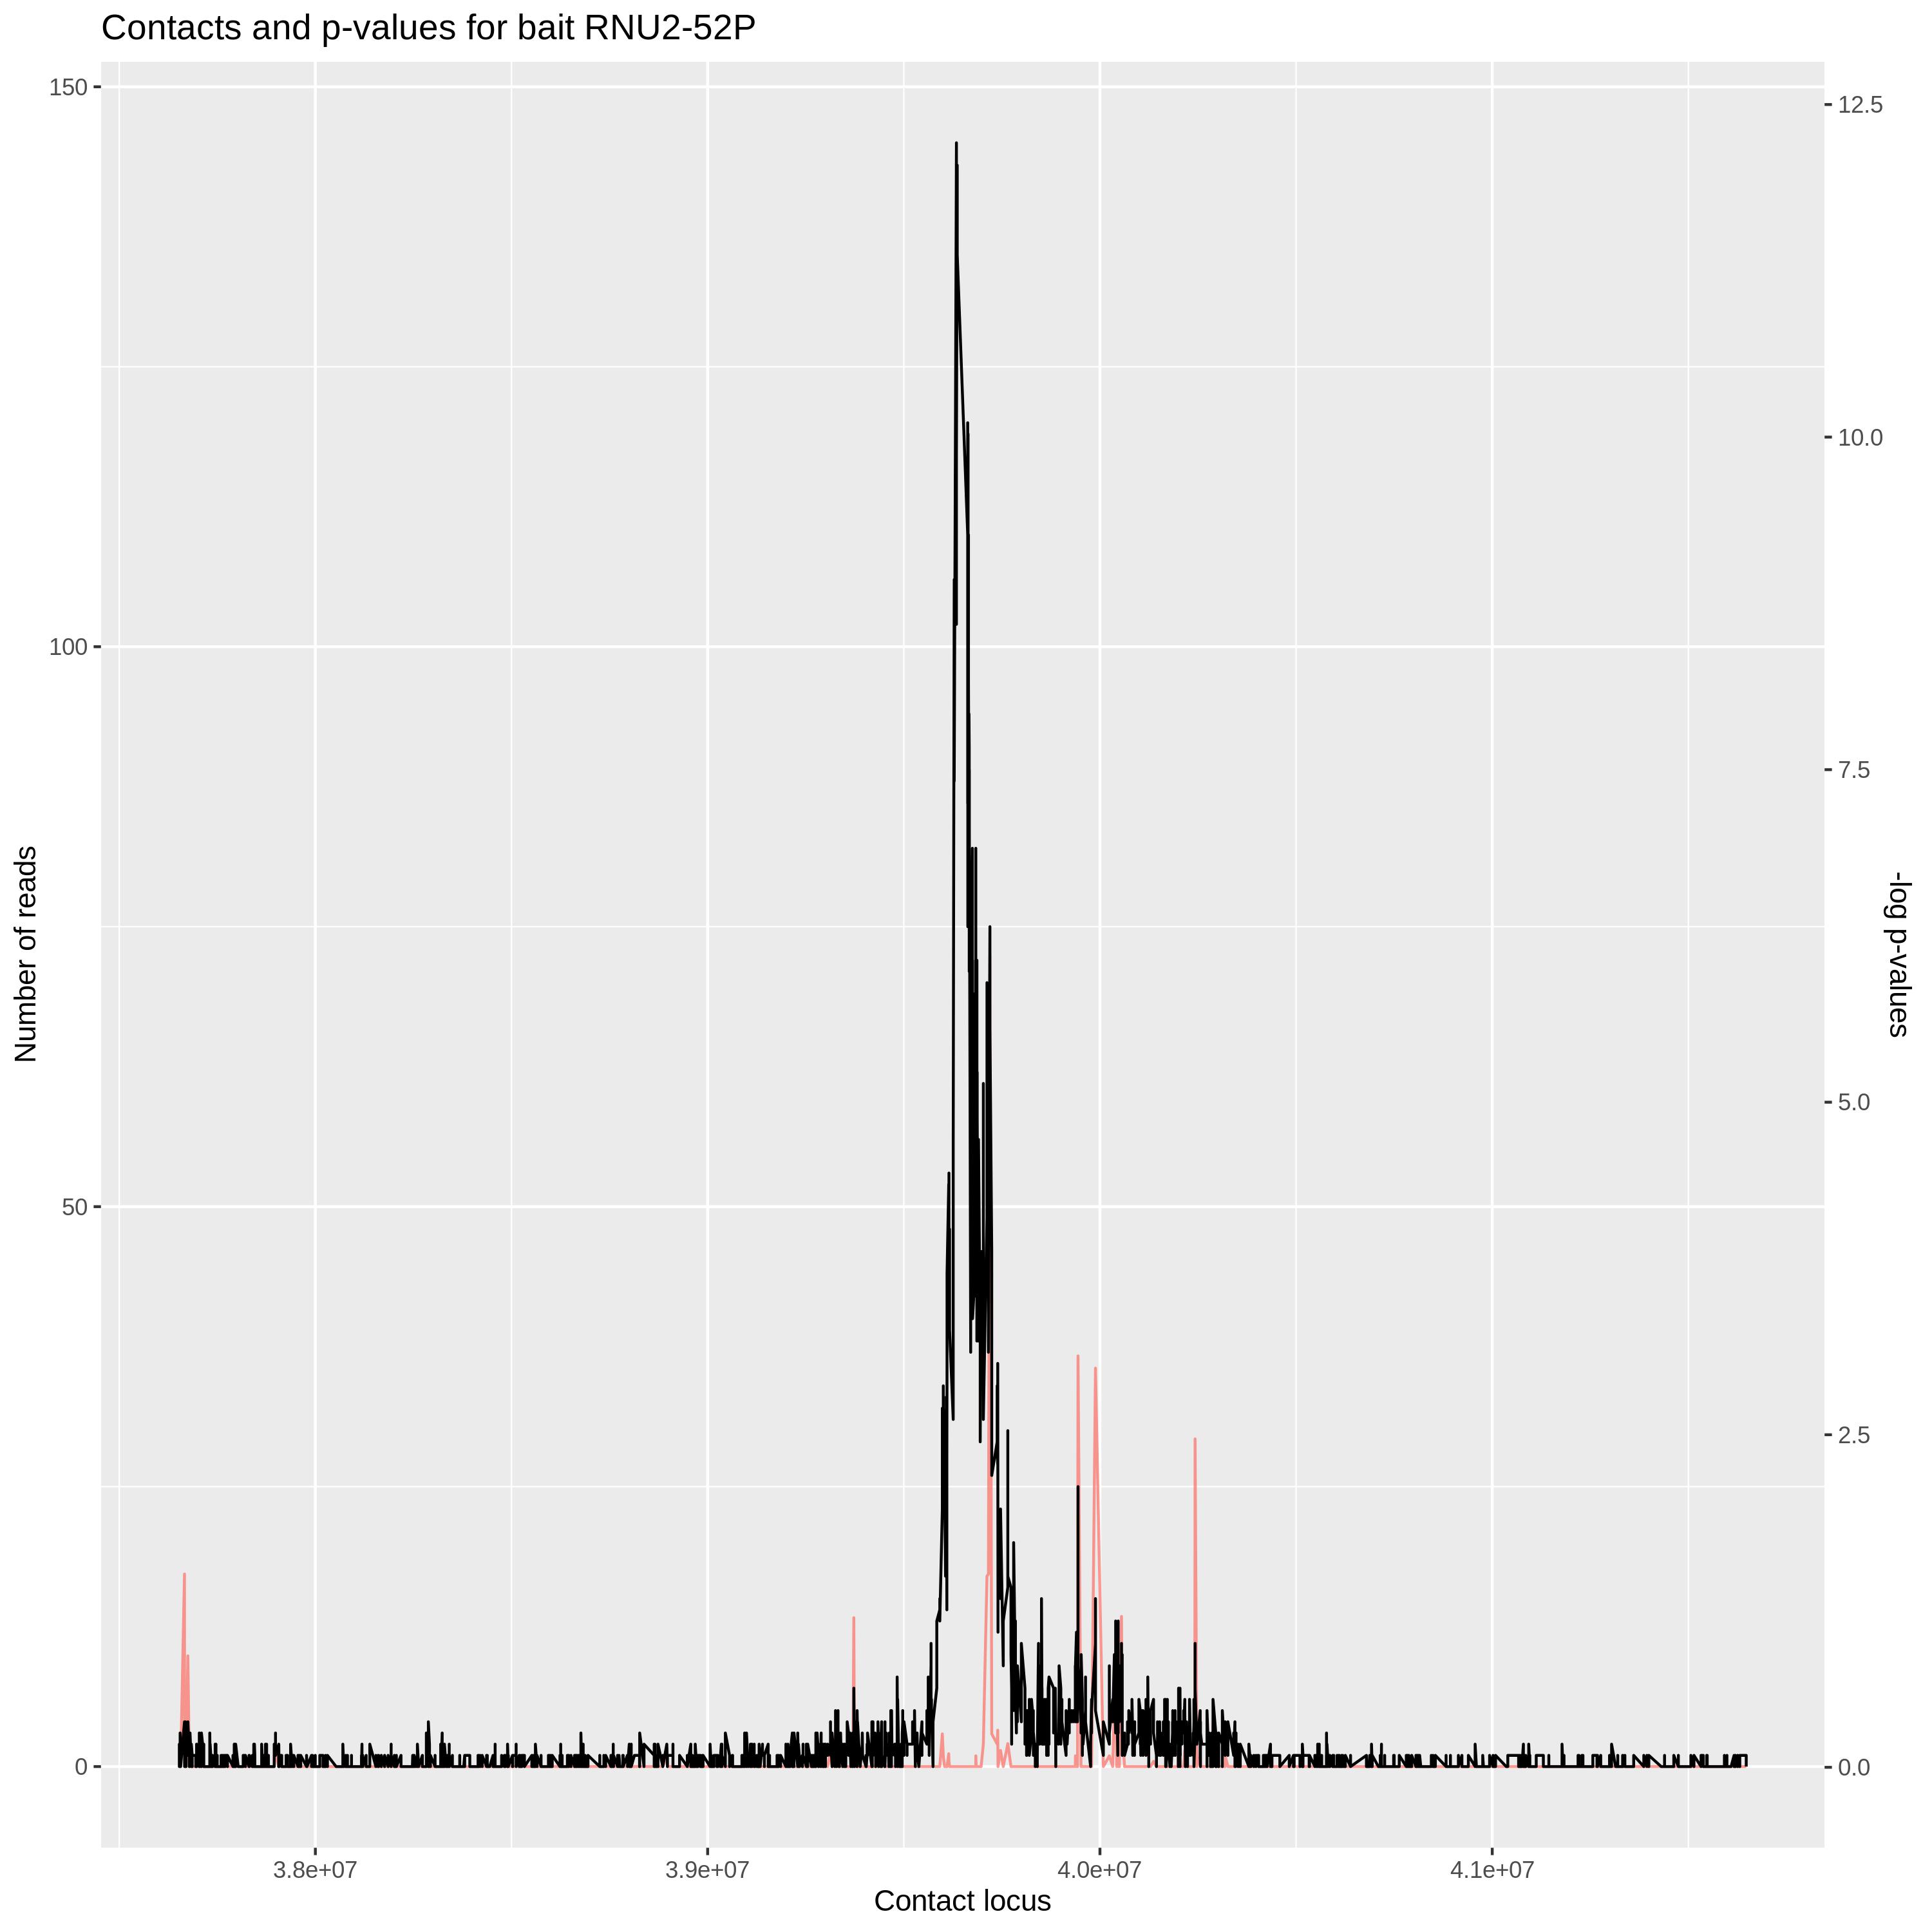 Contacts and p-values for bait RNU2-52P
150
100
50
0
12.5
10.0
7.5
5.0
2.5
0.0
Number of reads
-log p-values
3.8e+07 3.9e+07 4.0e+07 4.1e+07
Contact locus